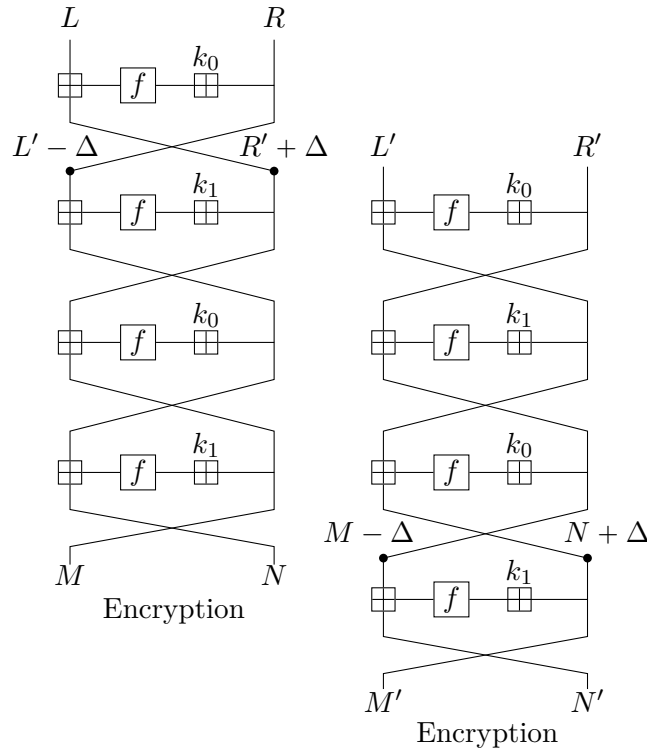 L R
f k₀
L′ − Δ R′ + Δ
f k₁
f k₀
f k₁
M N
Encryption
L′ R′
f k₀
f k₁
f k₀
M − Δ N + Δ
f k₁
M′ N′
Encryption